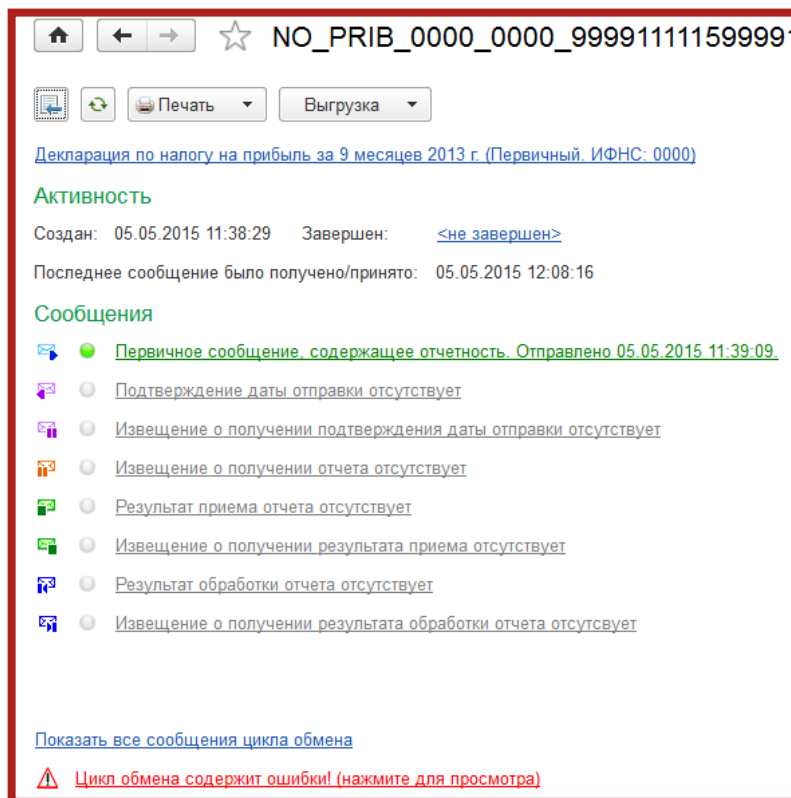 NO_PRIB_0000_0000_999911111599991
Печать
Выгрузка
Декларация по налогу на прибыль за 9 месяцев 2013 г. (Первичный. ИФНС: 0000)
Активность
Создан: 05.05.2015 11:38:29 Завершен: <не завершен>
Последнее сообщение было получено/принято: 05.05.2015 12:08:16
Сообщения
Первичное сообщение, содержащее отчетность. Отправлено 05.05.2015 11:39:09.
Подтверждение даты отправки отсутствует
Извещение о получении подтверждения даты отправки отсутствует
Извещение о получении отчета отсутствует
Результат приема отчета отсутствует
Извещение о получении результата приема отсутствует
Результат обработки отчета отсутствует
Извещение о получении результата обработки отчета отсутсвует
Показать все сообщения цикла обмена
Цикл обмена содержит ошибки! (нажмите для просмотра)